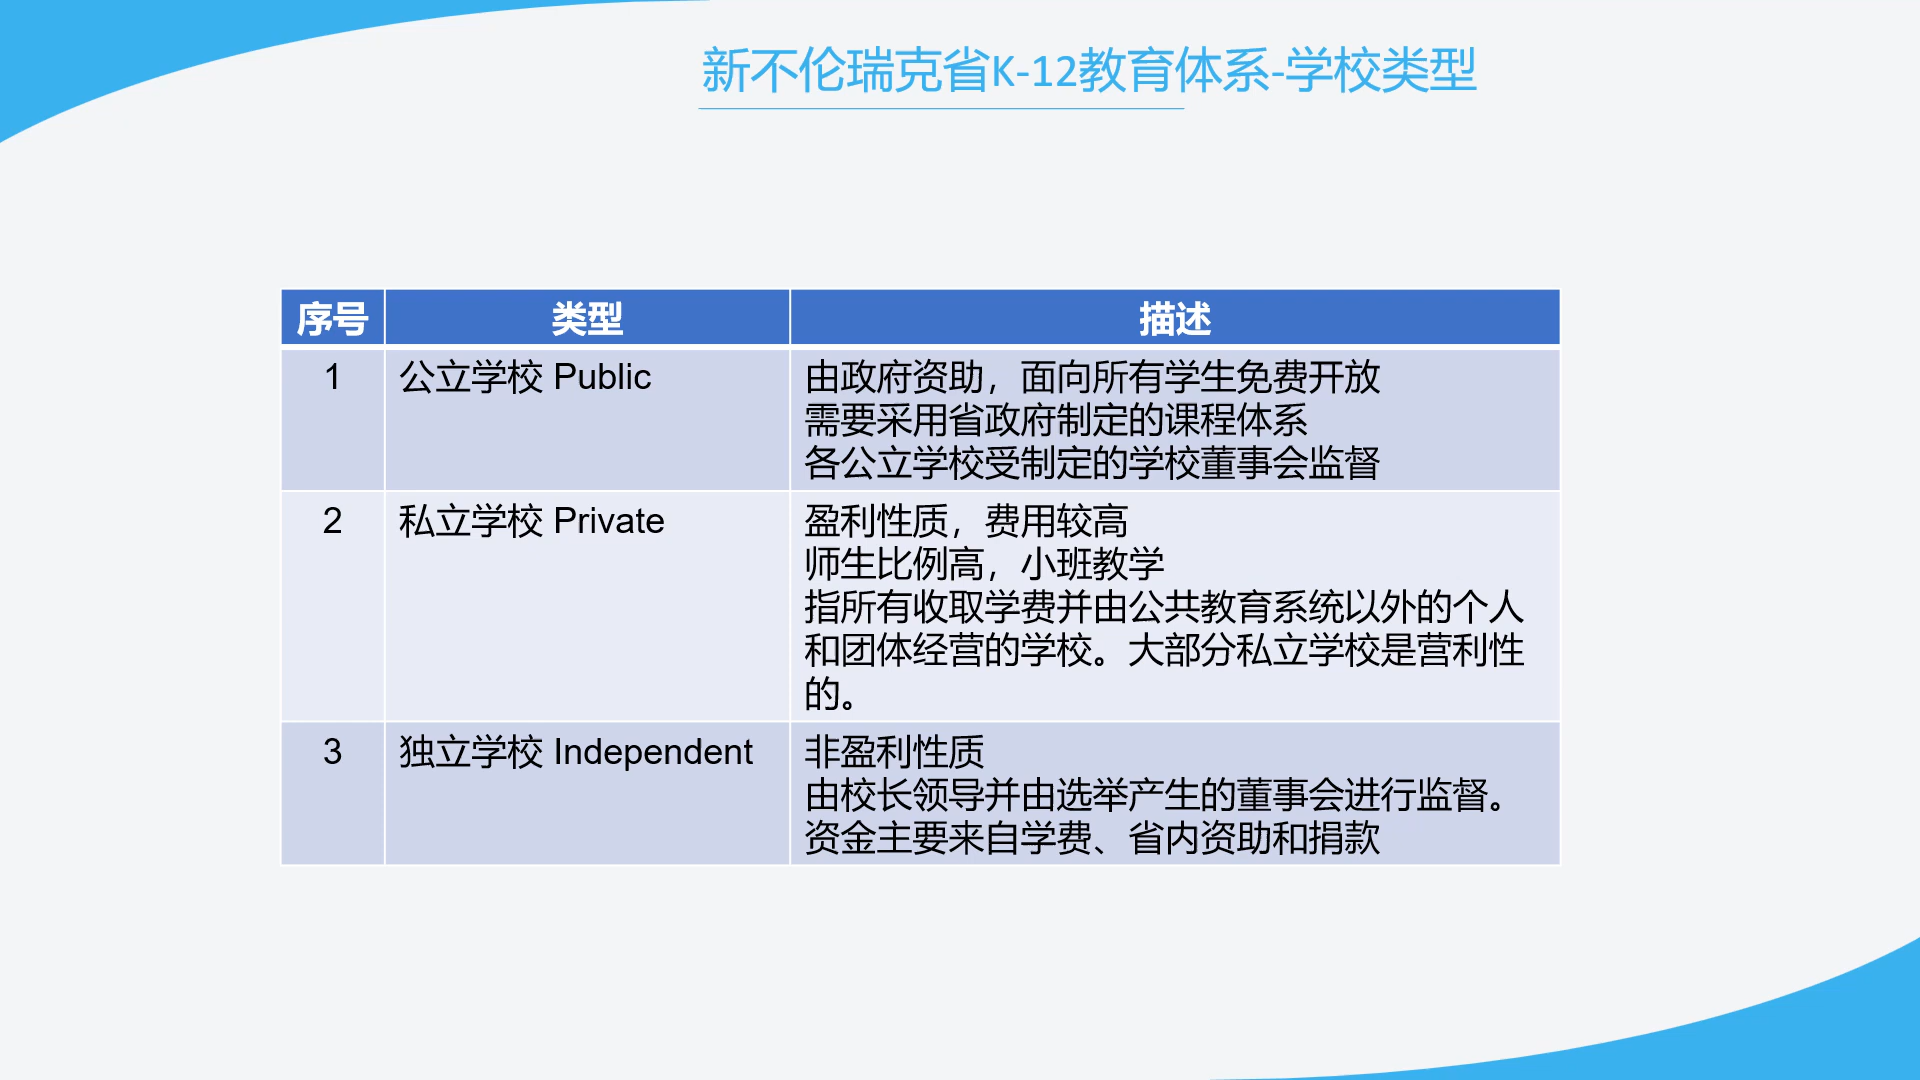 新不伦瑞克省K-12教育体系-学校类型
序号 类型 描述
1 公立学校 Public 由政府资助，面向所有学生免费开放
需要采用省政府制定的课程体系
各公立学校受制定的学校董事会监督
2 私立学校 Private 盈利性质，费用较高
师生比例高，小班教学
指所有收取学费并由公共教育系统以外的个人
和团体经营的学校。大部分私立学校是营利性
的。
3 独立学校 Independent 非盈利性质
由校长领导并由选举产生的董事会进行监督。
资金主要来自学费、省内资助和捐款